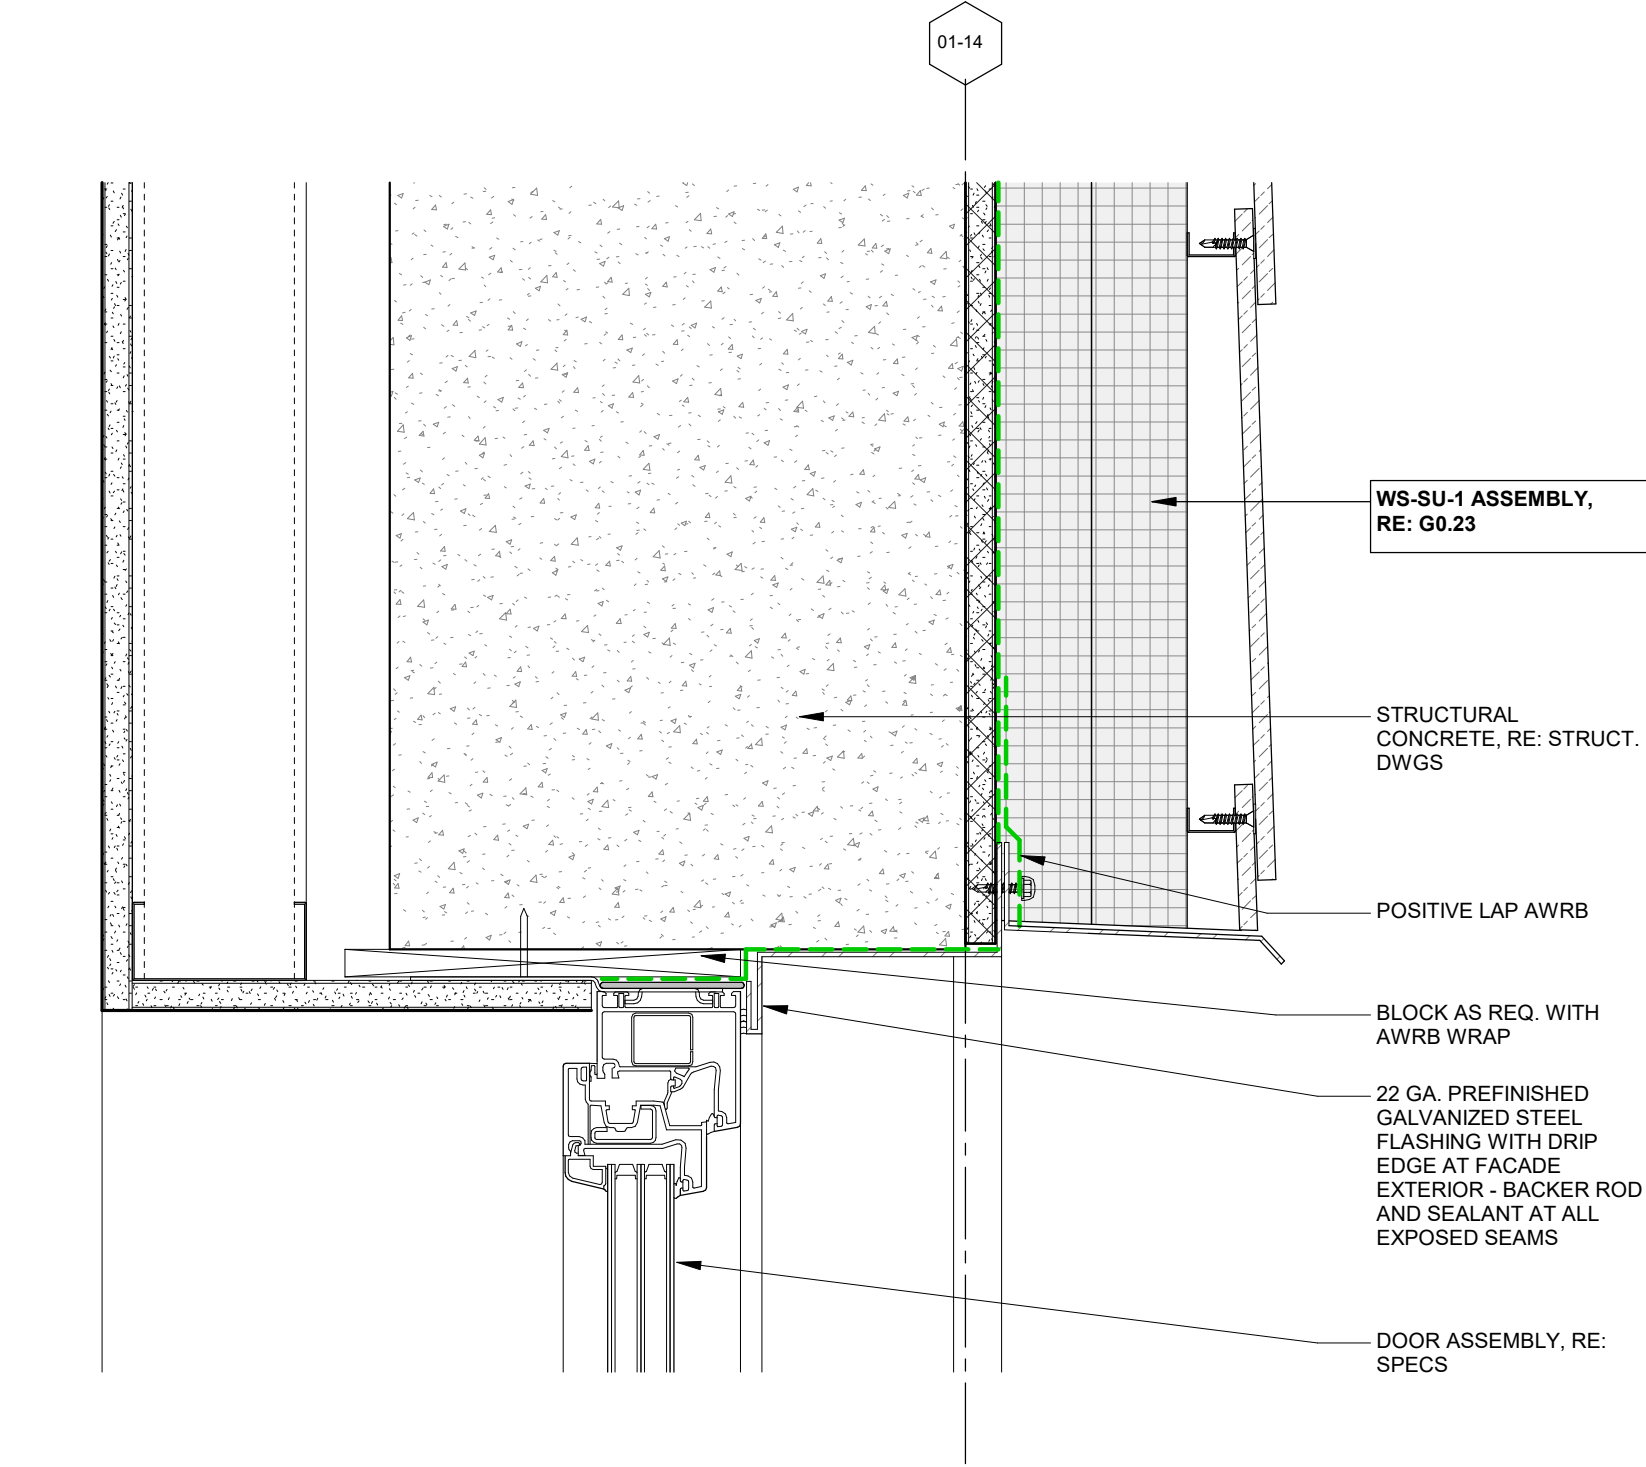 01-14
WS-SU-1 ASSEMBLY,
RE: G0.23
STRUCTURAL
CONCRETE, RE: STRUCT.
DWGS
POSITIVE LAP AWRB
BLOCK AS REQ. WITH
AWRB WRAP
22 GA. PREFINISHED
GALVANIZED STEEL
FLASHING WITH DRIP
EDGE AT FACADE
EXTERIOR - BACKER ROD
AND SEALANT AT ALL
EXPOSED SEAMS
DOOR ASSEMBLY, RE:
SPECS